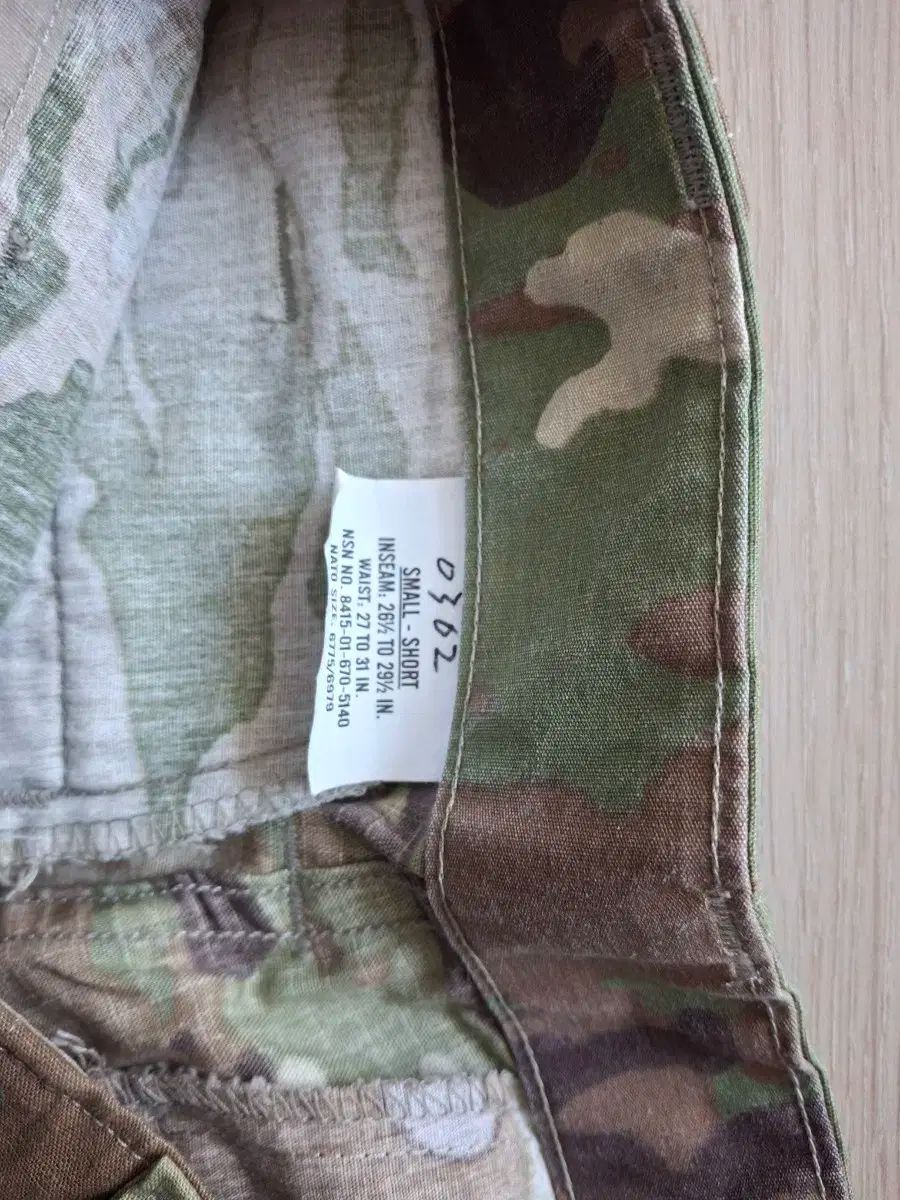 0362
SMALL - SHORT
INSEAM: 26½ TO 29½ IN.
WAIST: 27 TO 31 IN.
NSN NO. 8415-01-670-5140
NATO SIZE: 6775/6979